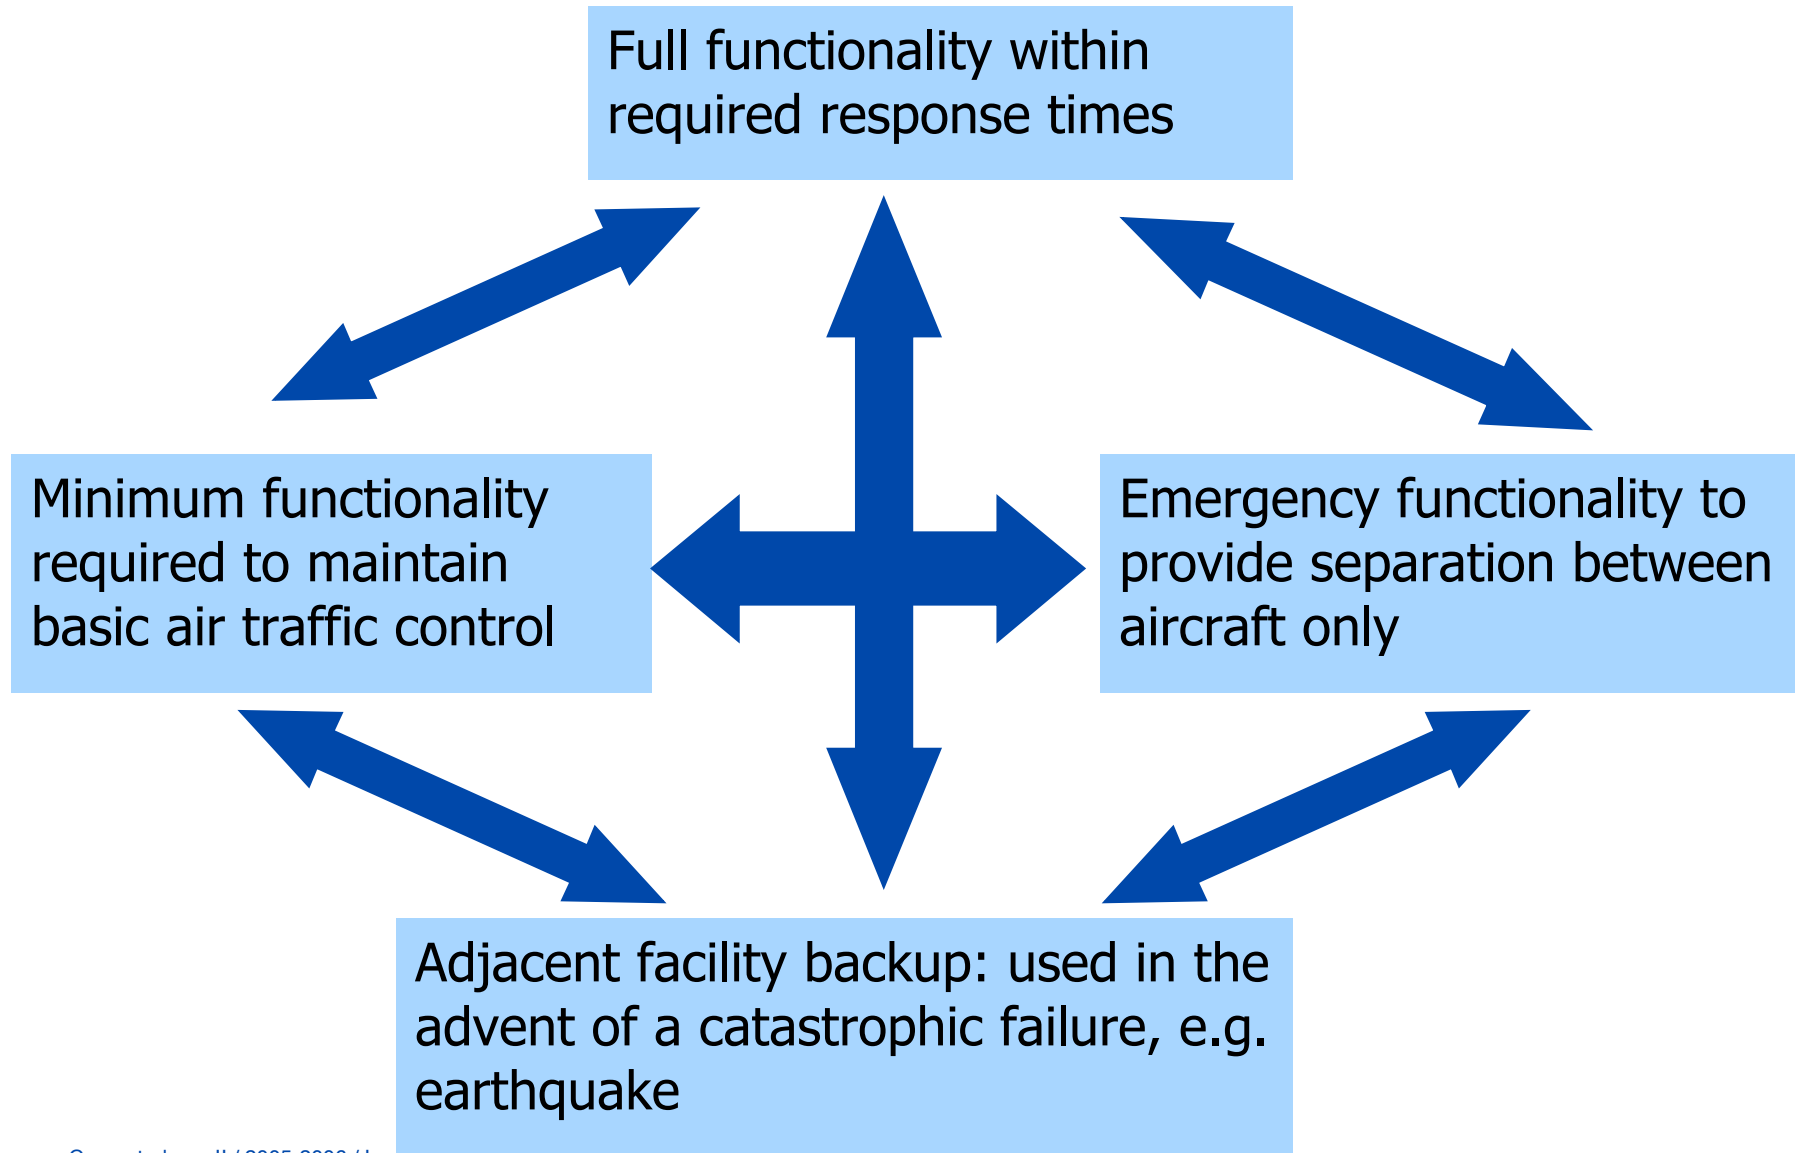 Full functionality within
required response times
Minimum functionality
required to maintain
basic air traffic control
Emergency functionality to
provide separation between
aircraft only
Adjacent facility backup: used in the
advent of a catastrophic failure, e.g.
earthquake